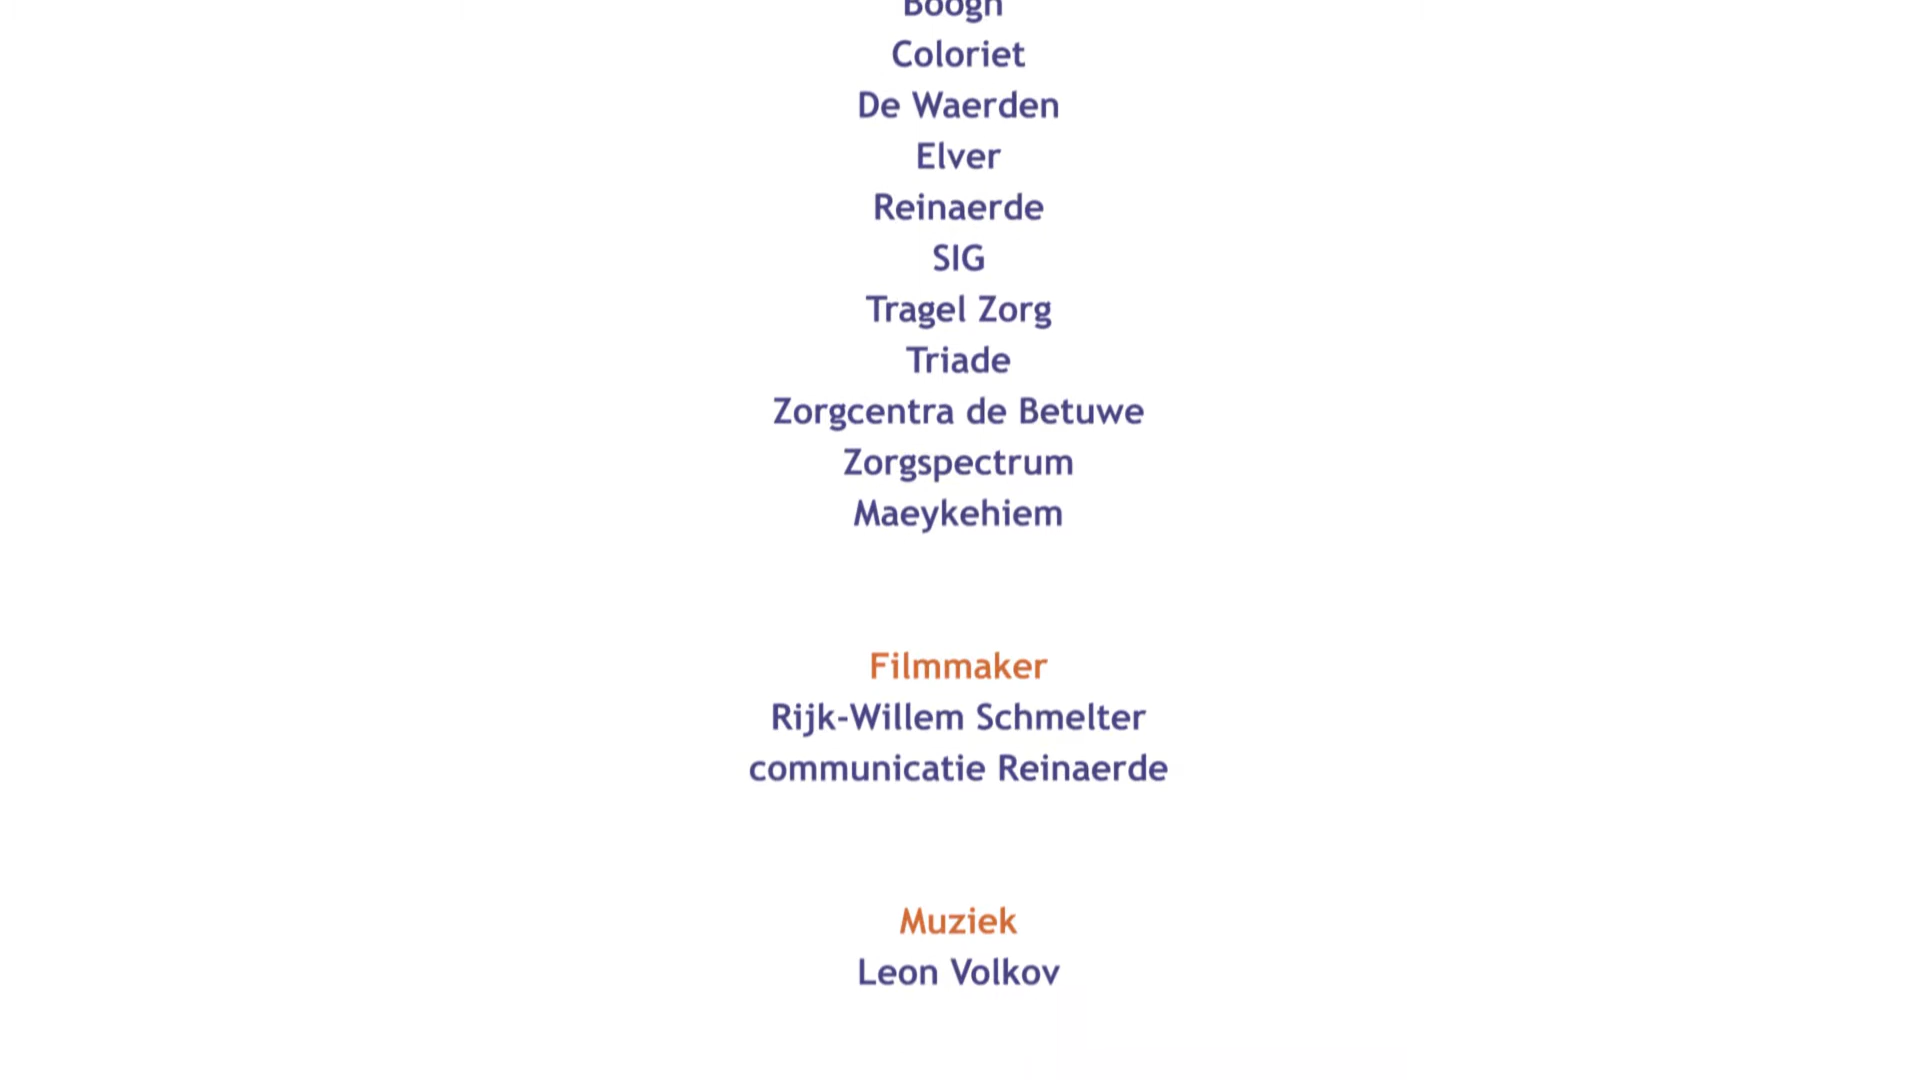 Boogh
Coloriet
De Waerden
Elver
Reinaerde
SIG
Tragel Zorg
Triade
Zorgcentra de Betuwe
Zorgspectrum
Maeykehiem
Filmmaker
Rijk-Willem Schmelter
communicatie Reinaerde
Muziek
Leon Volkov